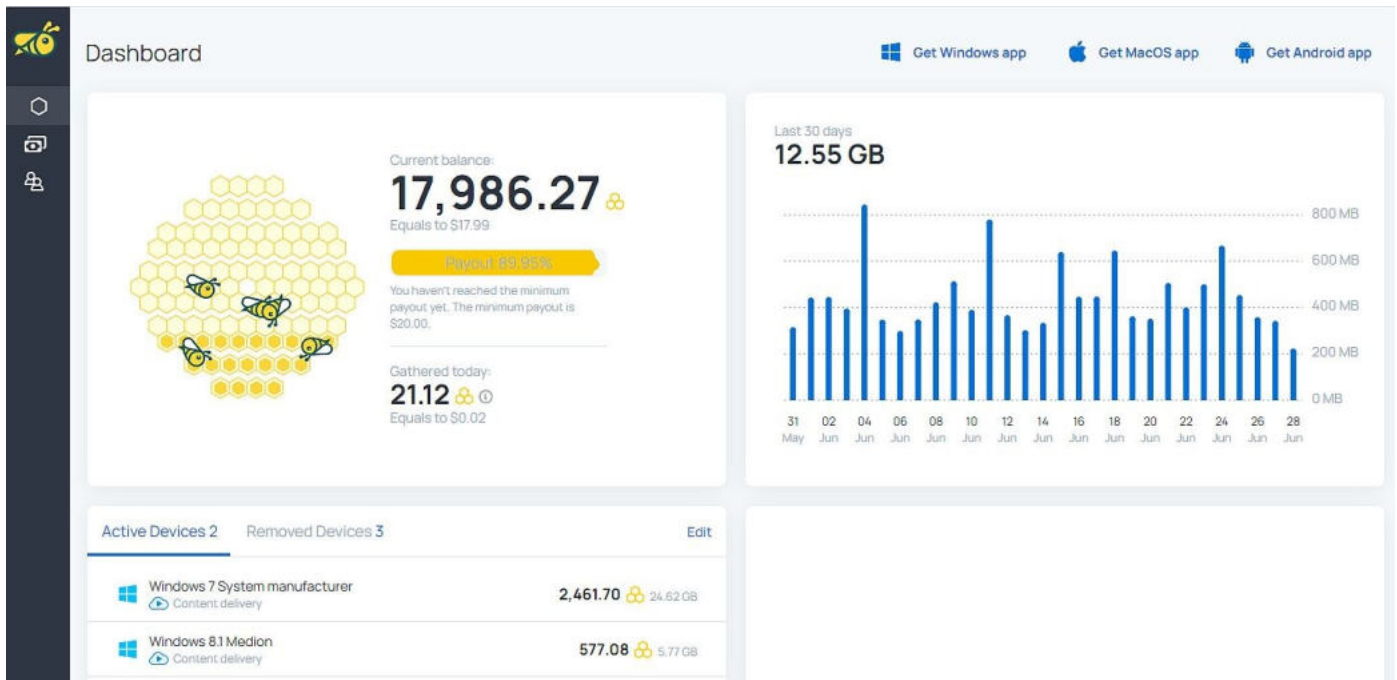 Dashboard
Get Windows app
Get MacOS app
Get Android app
Current balance:
17,986.27
Equals to $17.99
Payout 89.95%
You haven't reached the minimum
payout yet. The minimum payout is
$20.00.
Gathered today:
21.12
Equals to $0.02
Last 30 days
12.55 GB
800 MB
600 MB
400 MB
200 MB
0 MB
31 02 04 06 08 10 12 14 16 18 20 22 24 26 28
May Jun Jun Jun Jun Jun Jun Jun Jun Jun Jun Jun Jun Jun Jun
Active Devices 2
Removed Devices 3
Edit
Windows 7 System manufacturer
Content delivery
2,461.70 24.62 GB
Windows 8.1 Medion
Content delivery
577.08 5.77 GB